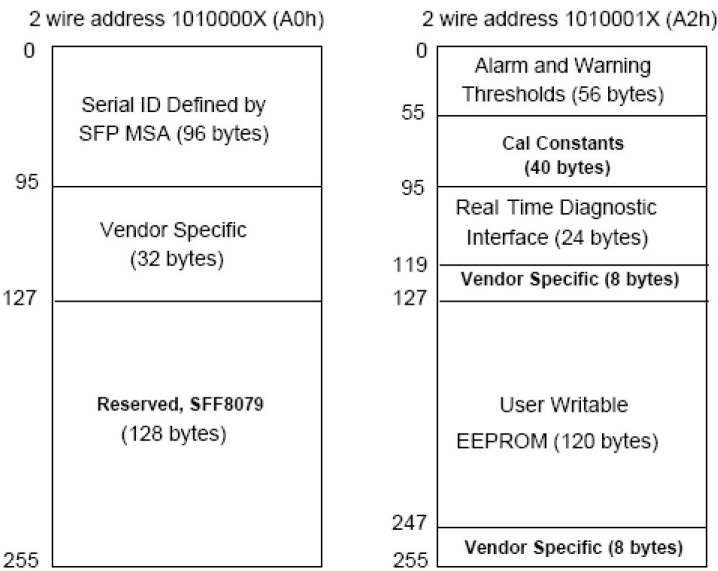 2 wire address 1010000X (A0h)
0
Serial ID Defined by
SFP MSA (96 bytes)
95
Vendor Specific
(32 bytes)
127
Reserved, SFF8079
(128 bytes)
255
2 wire address 1010001X (A2h)
0
Alarm and Warning
Thresholds (56 bytes)
55
Cal Constants
(40 bytes)
95
Real Time Diagnostic
Interface (24 bytes)
119
Vendor Specific (8 bytes)
127
User Writable
EEPROM (120 bytes)
247
Vendor Specific (8 bytes)
255